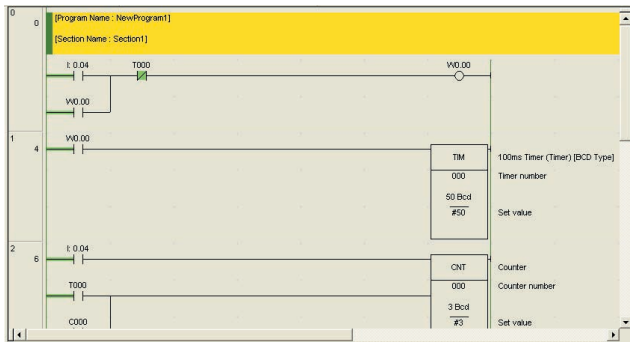 0
0
[Program Name : NewProgram1]
[Section Name : Section1]
I: 0.04
T000
W0.00
W0.00
1
4
W0.00
TIM
100ms Timer (Timer) [BCD Type]
000
Timer number
50 Bcd
#50
Set value
2
6
I: 0.04
CNT
Counter
T000
000
Counter number
3 Bcd
C000
#3
Set value